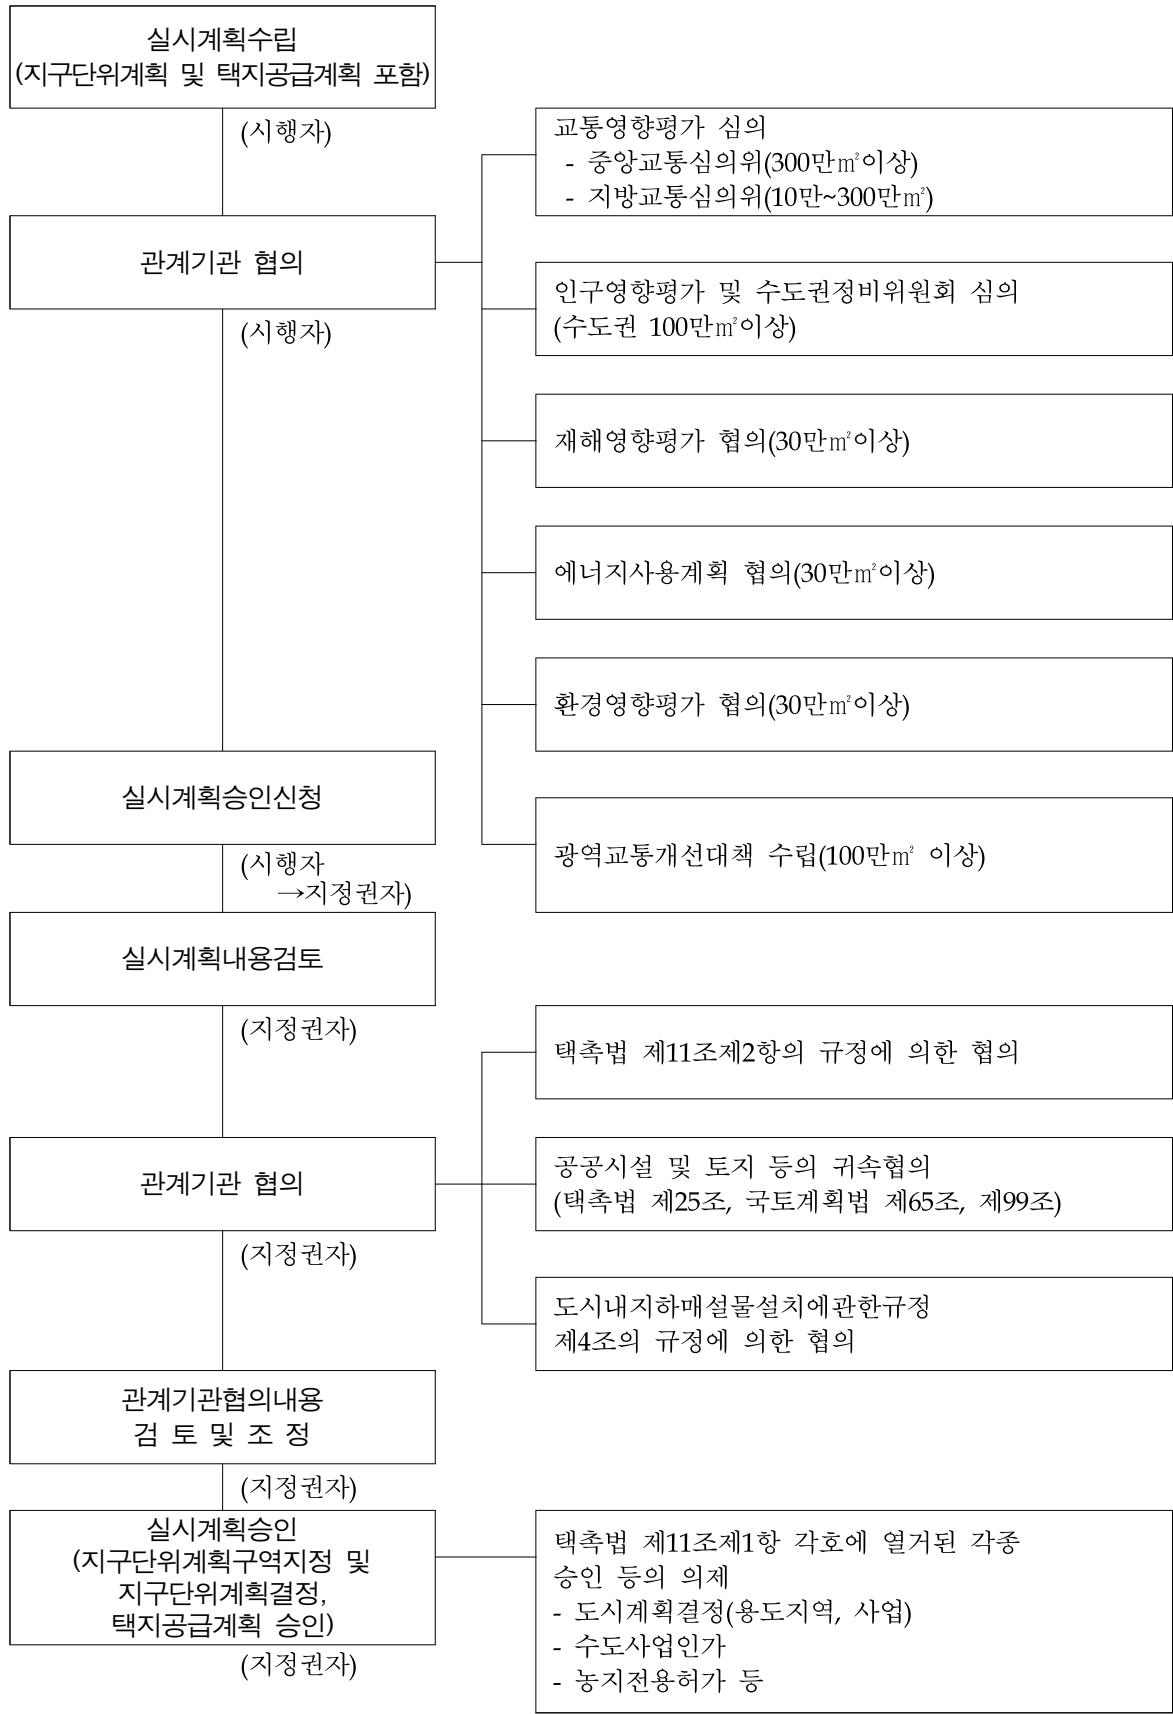 실시계획수립
(지구단위계획 및 택지공급계획 포함)
(시행자)
교통영향평가 심의
- 중앙교통심의위(300만㎡이상)
- 지방교통심의위(10만~300만㎡)
관계기관 협의
(시행자)
인구영향평가 및 수도권정비위원회 심의
(수도권 100만㎡이상)
재해영향평가 협의(30만㎡이상)
에너지사용계획 협의(30만㎡이상)
환경영향평가 협의(30만㎡이상)
실시계획승인신청
(시행자
→지정권자)
광역교통개선대책 수립(100만㎡ 이상)
실시계획내용검토
(지정권자)
택촉법 제11조제2항의 규정에 의한 협의
관계기관 협의
(지정권자)
공공시설 및 토지 등의 귀속협의
(택촉법 제25조, 국토계획법 제65조, 제99조)
도시내지하매설물설치에관한규정
제4조의 규정에 의한 협의
관계기관협의내용
검 토 및 조 정
(지정권자)
실시계획승인
(지구단위계획구역지정 및
지구단위계획결정,
택지공급계획 승인)
(지정권자)
택촉법 제11조제1항 각호에 열거된 각종
승인 등의 의제
- 도시계획결정(용도지역, 사업)
- 수도사업인가
- 농지전용허가 등